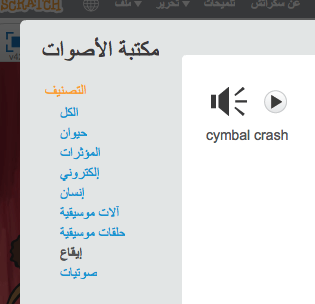 SCRATCH ملف تحرير تلميحات عن سكراتش
مكتبة الأصوات
التصنيف
الكل
حيوان
المؤثرات
إلكتروني
إنسان
آلات موسيقية
حلقات موسيقية
إيقاع
صوتيات
cymbal crash